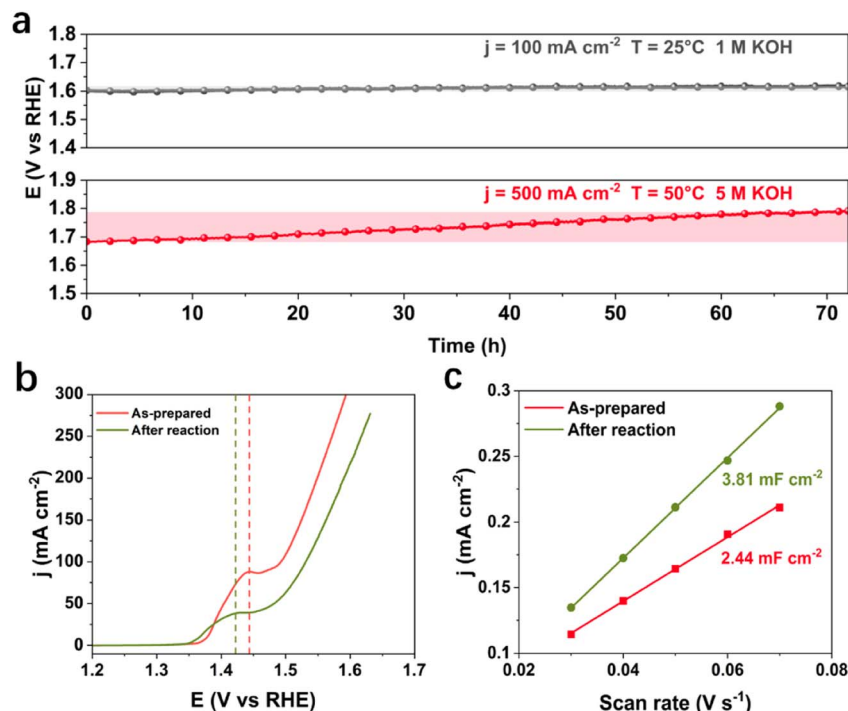 a
j = 100 mA cm⁻² T = 25°C 1 M KOH
1.8
1.7
1.6
1.5
1.4
j = 500 mA cm⁻² T = 50°C 5 M KOH
1.9
1.8
1.7
1.6
1.5
E (V vs RHE)
0 10 20 30 40 50 60 70
Time (h)
b
As-prepared
After reaction
300
250
200
150
100
50
0
j (mA cm⁻²)
1.2 1.3 1.4 1.5 1.6 1.7
E (V vs RHE)
c
As-prepared
After reaction
3.81 mF cm⁻²
2.44 mF cm⁻²
0.3
0.25
0.2
0.15
0.1
j (mA cm⁻²)
0.02 0.04 0.06 0.08
Scan rate (V s⁻¹)